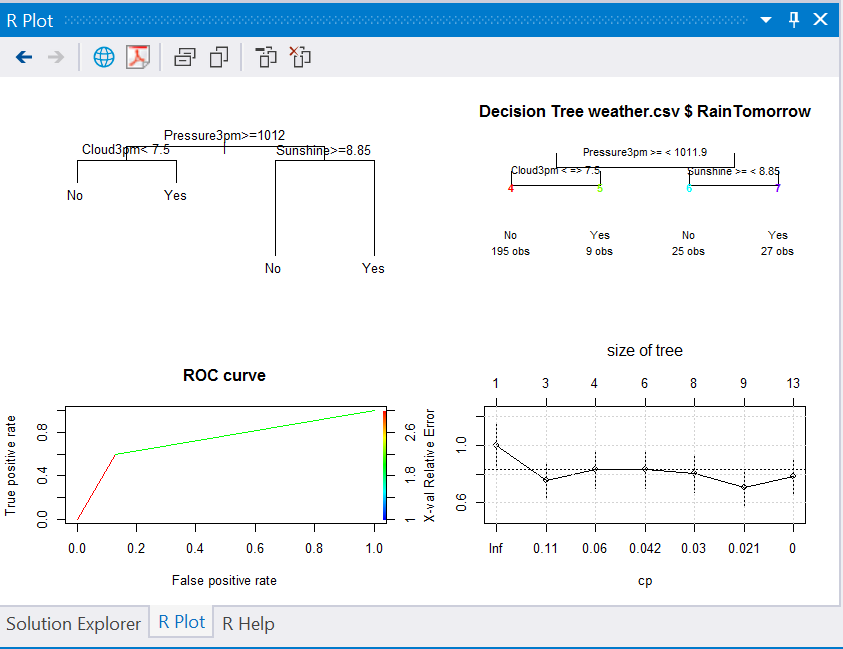 R Plot
Pressure3pm>=1012
Cloud3pm< 7.5
Sunshine>=8.85
No
Yes
No
Yes
Decision Tree weather.csv $ RainTomorrow
Pressure3pm >= < 1011.9
Cloud3pm < => 7.5
Sunshine >= < 8.85
4
5
6
7
No
Yes
No
Yes
195 obs
9 obs
25 obs
27 obs
ROC curve
True positive rate
0.0
0.4
0.8
0.0 0.2 0.4 0.6 0.8 1.0
False positive rate
1
1.8
2.6
size of tree
1 3 4 6 8 9 13
X-val Relative Error
0.6
1.0
Inf 0.11 0.06 0.042 0.03 0.021 0
cp
Solution Explorer
R Plot
R Help